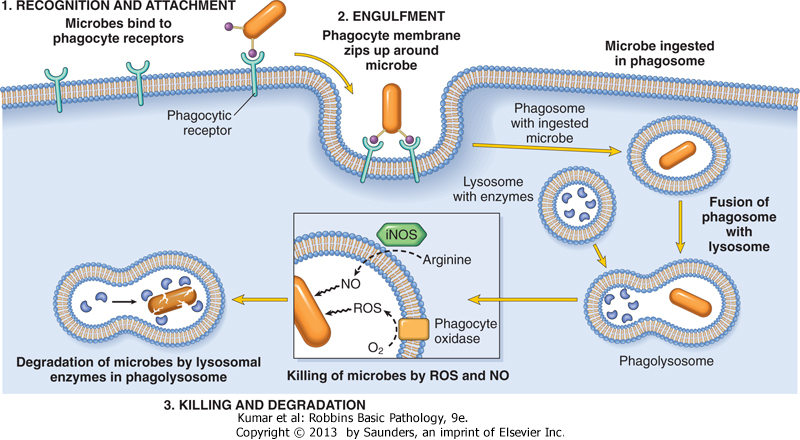 1. RECOGNITION AND ATTACHMENT
Microbes bind to
phagocyte receptors
2. ENGULFMENT
Phagocyte membrane
zips up around
microbe
Microbe ingested
in phagosome
Phagocytic
receptor
Phagosome
with ingested
microbe
Lysosome
with enzymes
Fusion of
phagosome
with
lysosome
iNOS
Arginine
NO
ROS
Phagocyte
oxidase
O₂
Phagolysosome
Degradation of microbes by lysosomal
enzymes in phagolysosome
Killing of microbes by ROS and NO
3. KILLING AND DEGRADATION
Kumar et al: Robbins Basic Pathology, 9e.
Copyright © 2013 by Saunders, an imprint of Elsevier Inc.